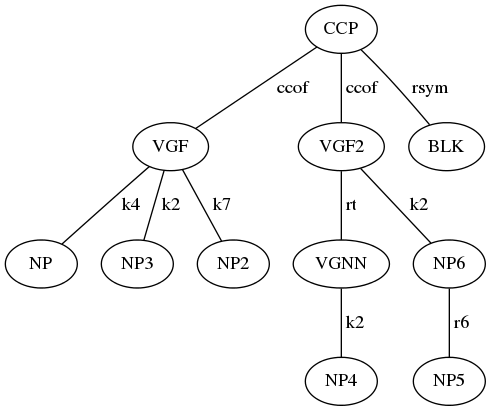 CCP
ccof ccof rsym
VGF VGF2 BLK
k4 k2 k7 rt k2
NP NP3 NP2 VGNN NP6
k2 r6
NP4 NP5